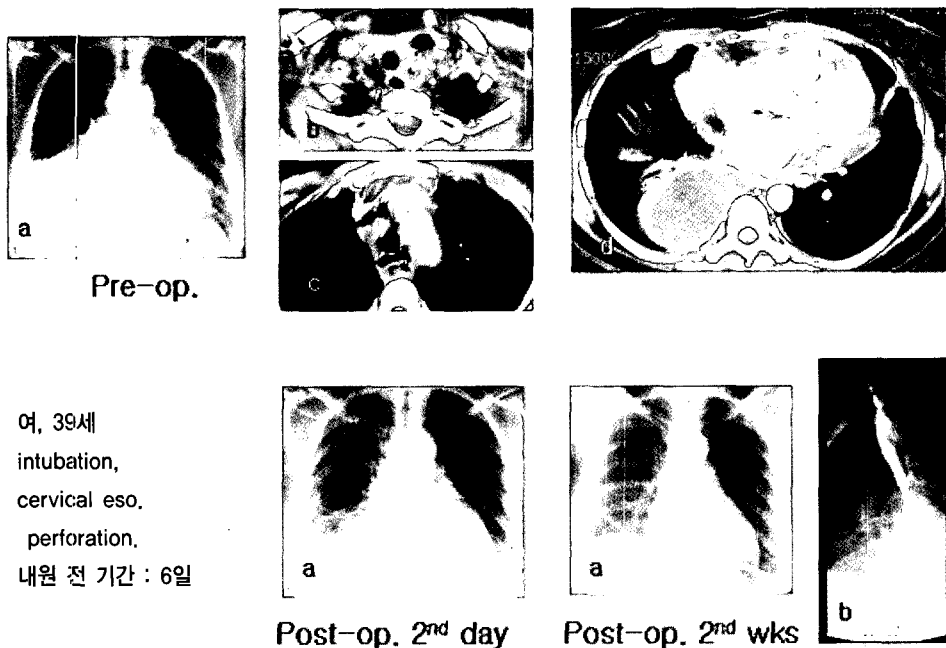 a
Pre-op.
b
c
d
여, 39세
intubation,
cervical eso.
perforation.
내원 전 기간 : 6일
a
Post-op. 2nd day
a
Post-op. 2nd wks
b